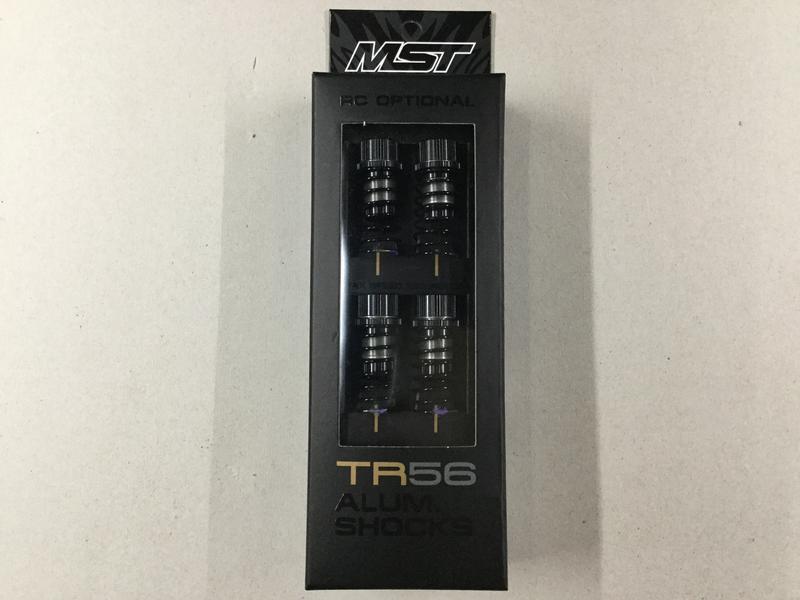 MST
RC OPTIONAL
TR56
ALUM.
SHOCKS